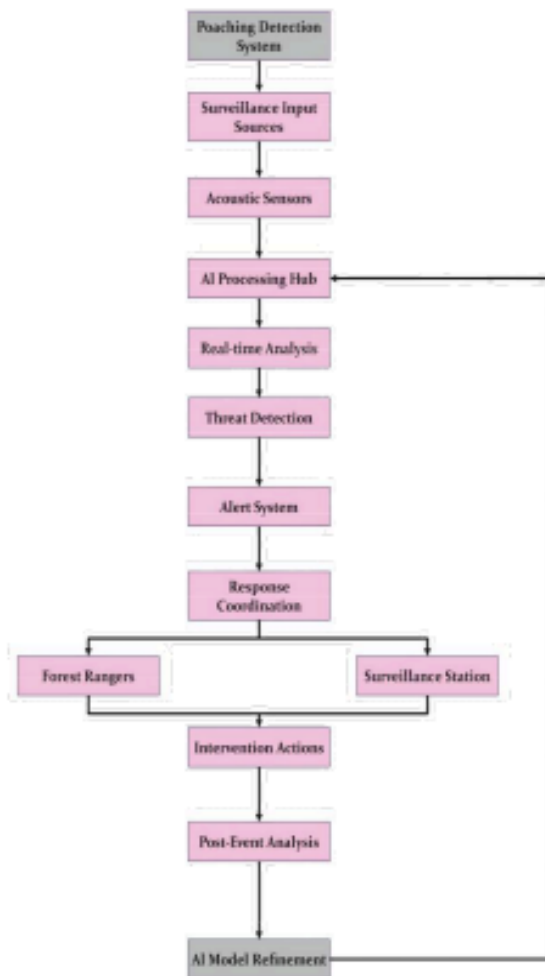 Poaching Detection
System
Surveillance Input
Sources
Acoustic Sensors
AI Processing Hub
Real-time Analysis
Threat Detection
Alert System
Response
Coordination
Forest Rangers
Surveillance Station
Intervention Actions
Post-Event Analysis
AI Model Refinement